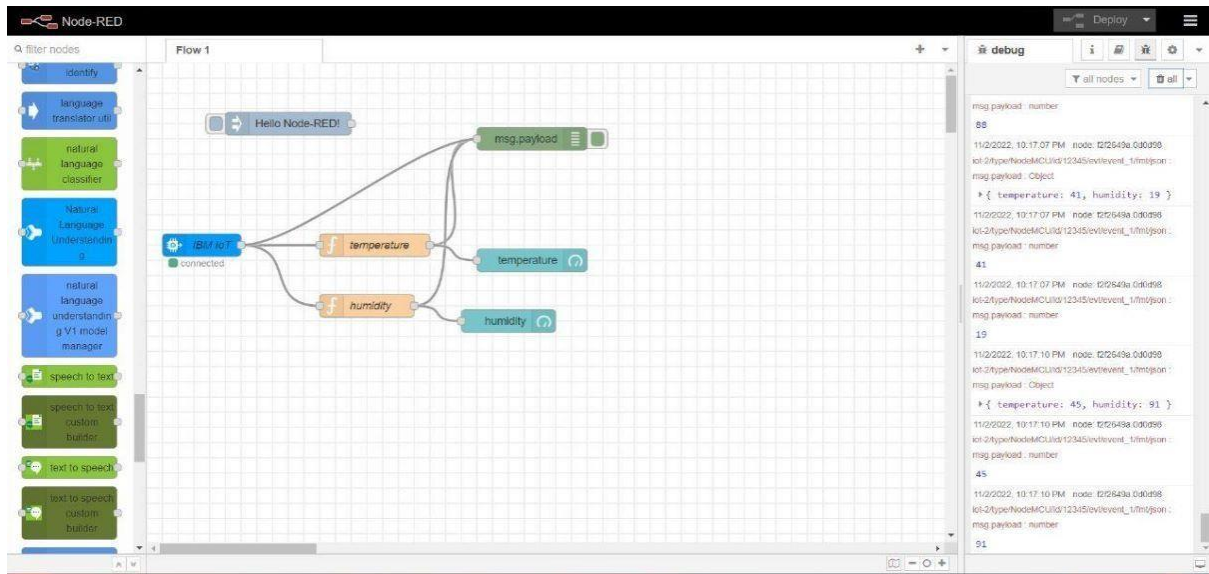 Node-RED
Deploy
filter nodes
Flow 1
debug
i
all nodes
all
identify
language
translator util
natural
language
classifier
Natural
Language
Understandin
g
natural
language
understandin
g V1 model
manager
speech to text
speech to text
custom
builder
text to speech
text to speech
custom
builder
Hello Node-RED!
msg.payload
IBM IoT
connected
temperature
temperature
humidity
humidity
msg.payload : number
88
11/2/2022, 10:17:07 PM node: f2f2649a.0d0d98
iot-2/type/NodeMCU/id/12345/evt/event_1/fmt/json :
msg.payload : Object
{ temperature: 41, humidity: 19 }
11/2/2022, 10:17:07 PM node: f2f2649a.0d0d98
iot-2/type/NodeMCU/id/12345/evt/event_1/fmt/json :
msg.payload : number
41
11/2/2022, 10:17:07 PM node: f2f2649a.0d0d98
iot-2/type/NodeMCU/id/12345/evt/event_1/fmt/json :
msg.payload : number
19
11/2/2022, 10:17:10 PM node: f2f2649a.0d0d98
iot-2/type/NodeMCU/id/12345/evt/event_1/fmt/json :
msg.payload : Object
{ temperature: 45, humidity: 91 }
11/2/2022, 10:17:10 PM node: f2f2649a.0d0d98
iot-2/type/NodeMCU/id/12345/evt/event_1/fmt/json :
msg.payload : number
45
11/2/2022, 10:17:10 PM node: f2f2649a.0d0d98
iot-2/type/NodeMCU/id/12345/evt/event_1/fmt/json :
msg.payload : number
91